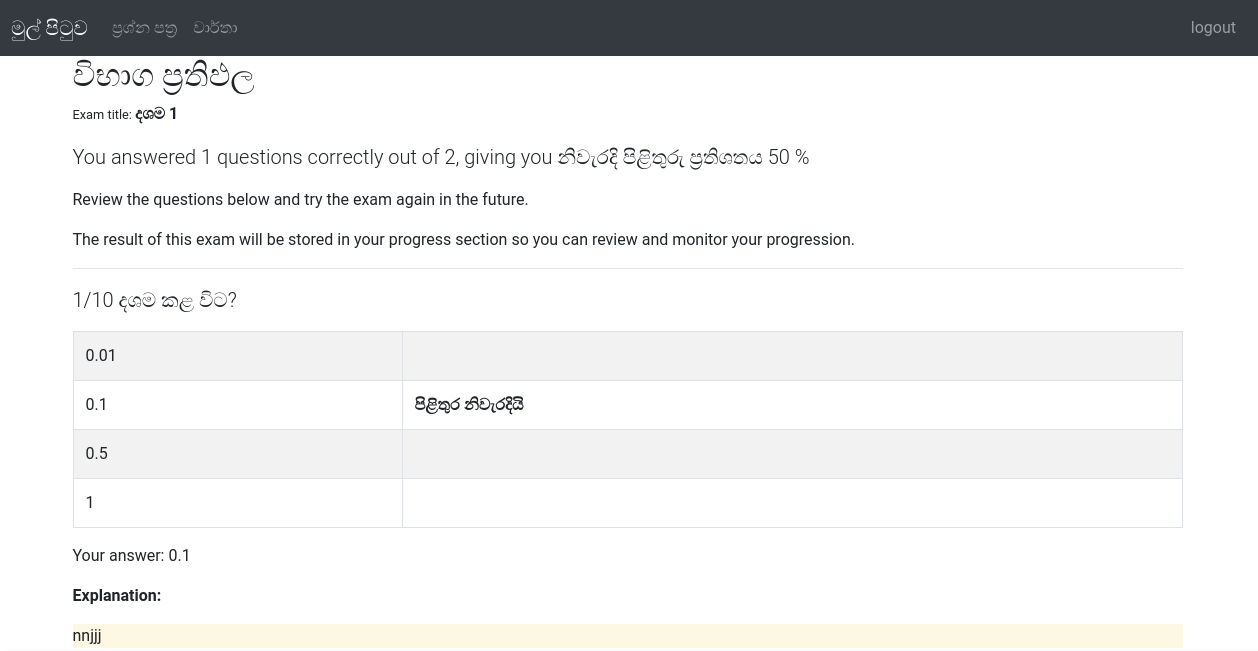 මුල් පිටුව ප්‍රශ්න පත්‍ර වාර්තා logout
විභාග ප්‍රතිඵල
Exam title: දශම 1
You answered 1 questions correctly out of 2, giving you නිවැරදි පිළිතුරු ප්‍රතිශතය 50 %
Review the questions below and try the exam again in the future.
The result of this exam will be stored in your progress section so you can review and monitor your progression.
1/10 දශම කළ විට?
0.01
0.1 පිළිතුර නිවැරදියි
0.5
1
Your answer: 0.1
Explanation:
nnjjj